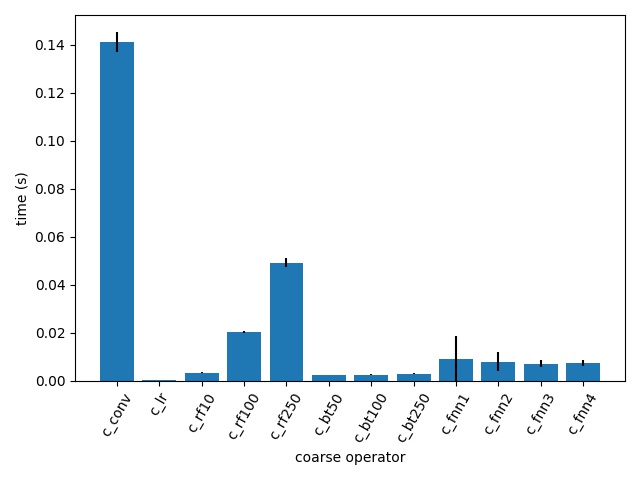 time (s)
0.14
0.12
0.10
0.08
0.06
0.04
0.02
0.00
c_conv
c_lr
c_rf10
c_rf100
c_rf250
c_bt50
c_bt100
c_bt250
c_fnn1
c_fnn2
c_fnn3
c_fnn4
coarse operator